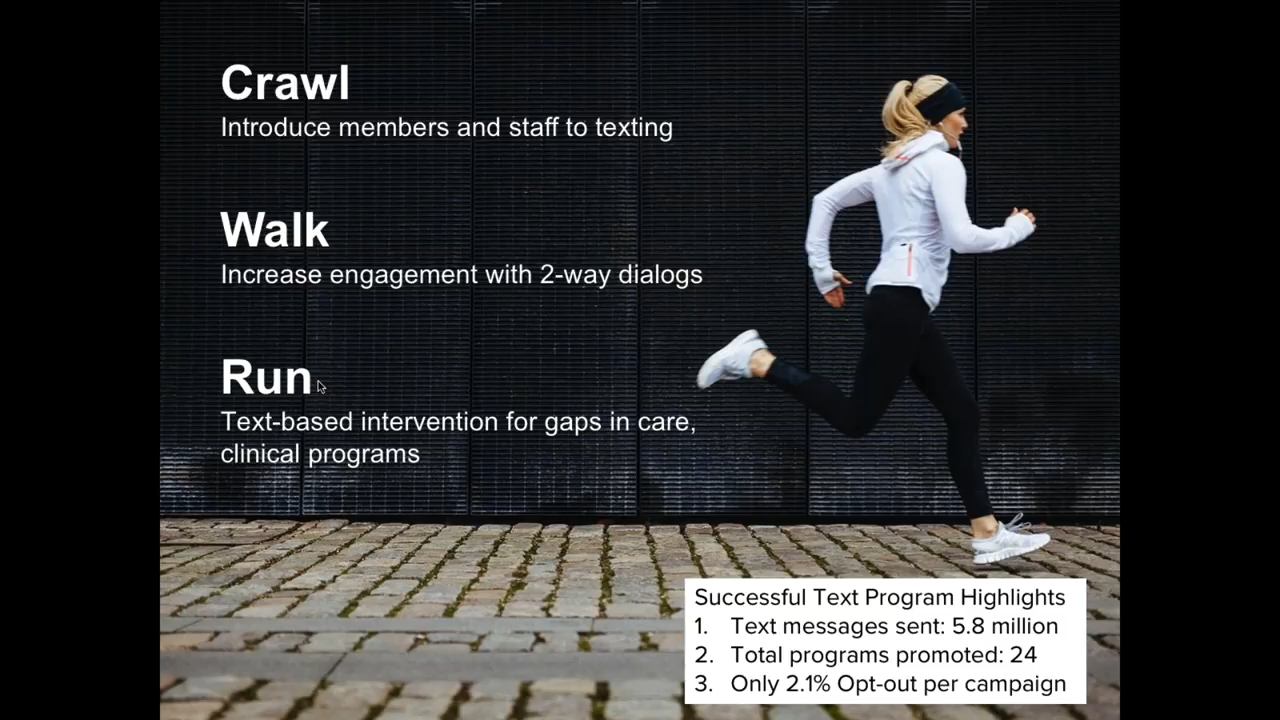 Crawl
Introduce members and staff to texting
Walk
Increase engagement with 2-way dialogs
Run
Text-based intervention for gaps in care,
clinical programs
Successful Text Program Highlights
1. Text messages sent: 5.8 million
2. Total programs promoted: 24
3. Only 2.1% Opt-out per campaign